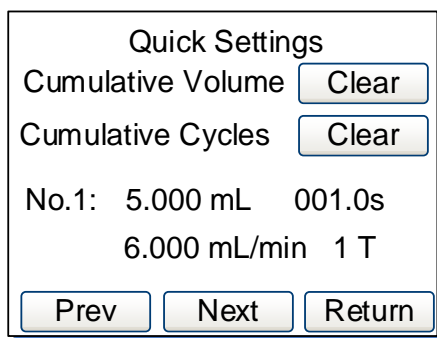 Quick Settings
Cumulative Volume Clear
Cumulative Cycles Clear
No.1: 5.000 mL 001.0s
6.000 mL/min 1 T
Prev Next Return